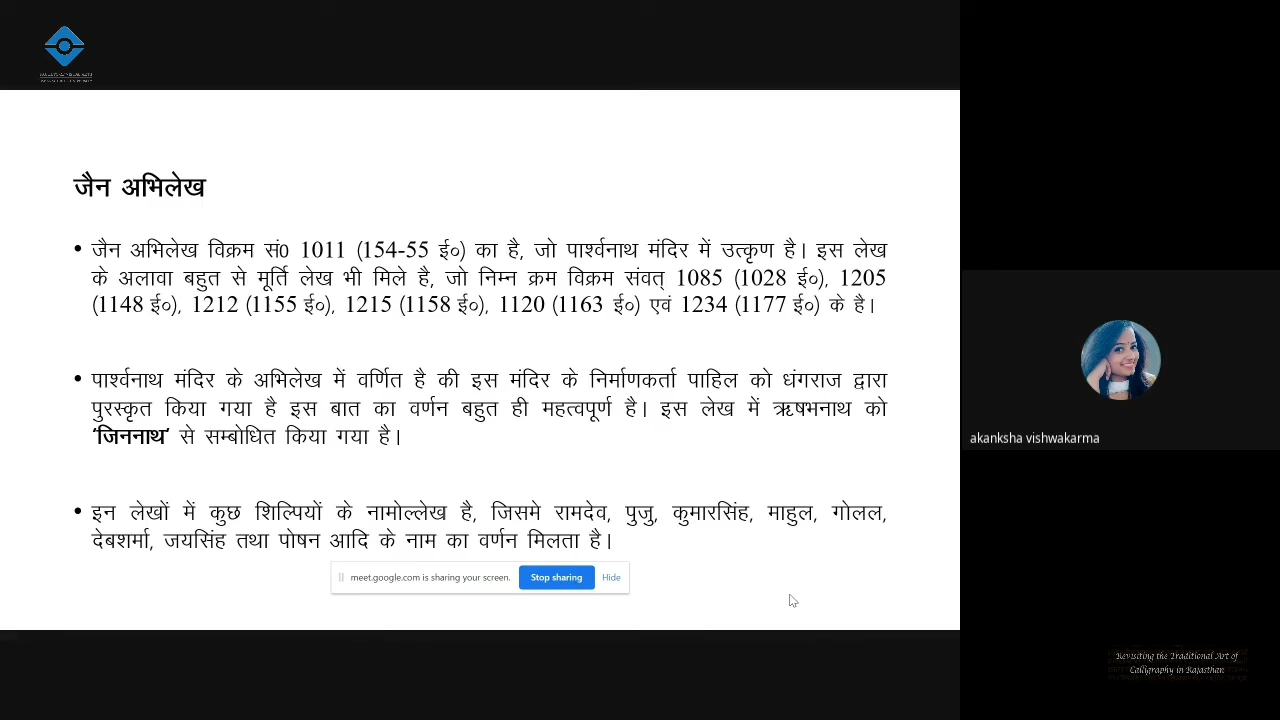 जैन अभिलेख
• जैन अभिलेख विक्रम सं0 1011 (154-55 ई०) का है, जो पार्श्वनाथ मंदिर में उत्कृण है। इस लेख
के अलावा बहुत से मूर्ति लेख भी मिले है, जो निम्न क्रम विक्रम संवत् 1085 (1028 ई०), 1205
(1148 ई०), 1212 (1155 ई०), 1215 (1158 ई०), 1120 (1163 ई०) एवं 1234 (1177 ई०) के है।
• पार्श्वनाथ मंदिर के अभिलेख में वर्णित है की इस मंदिर के निर्माणकर्ता पाहिल को धंगराज द्वारा
पुरस्कृत किया गया है इस बात का वर्णन बहुत ही महत्वपूर्ण है। इस लेख में ऋषभनाथ को
‘जिननाथ’ से सम्बोधित किया गया है।
• इन लेखों में कुछ शिल्पियों के नामोल्लेख है, जिसमे रामदेव, पुजु, कुमारसिंह, माहुल, गोलल,
देबशर्मा, जयसिंह तथा पोषन आदि के नाम का वर्णन मिलता है।
meet.google.com is sharing your screen. Stop sharing Hide
akanksha vishwakarma
Revisiting the Traditional Art of
Calligraphy in Rajasthan